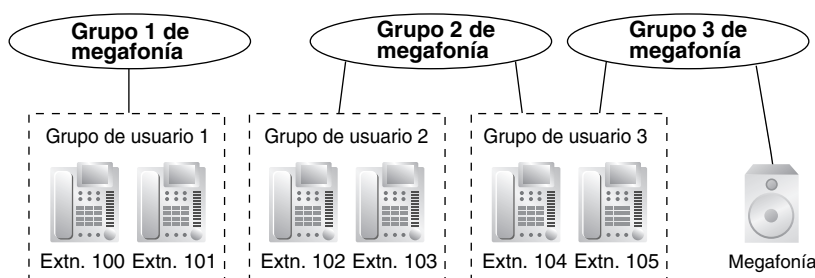 Grupo 1 de
megafonía
Grupo 2 de
megafonía
Grupo 3 de
megafonía
Grupo de usuario 1
Grupo de usuario 2
Grupo de usuario 3
Extn. 100 Extn. 101
Extn. 102 Extn. 103
Extn. 104 Extn. 105
Megafonía